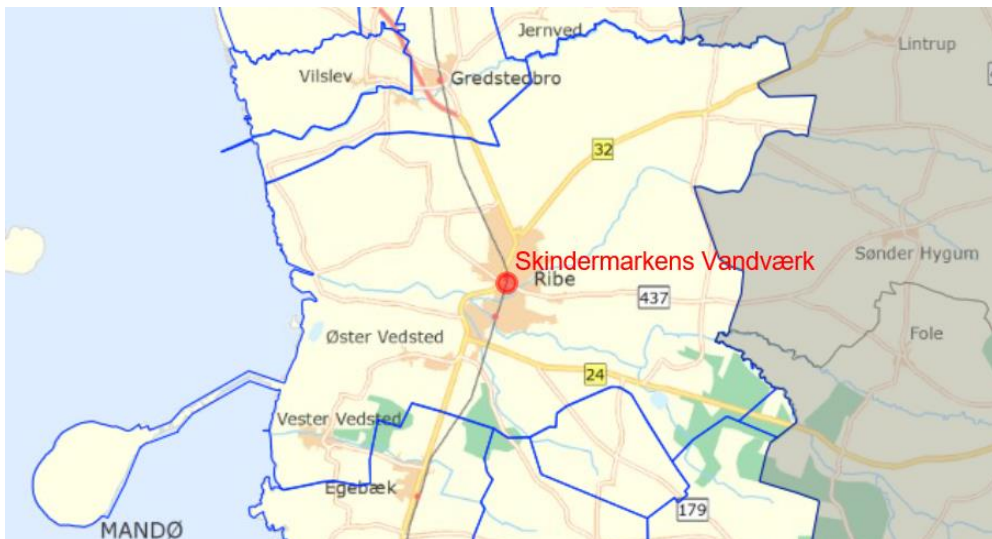 Jernved
Lintrup
Vilslev
Gredstedbro
32
Skindermarkens Vandværk
Sønder Hygum
Ribe
437
Øster Vedsted
Fole
24
Vester Vedsted
Egebæk
179
MANDØ